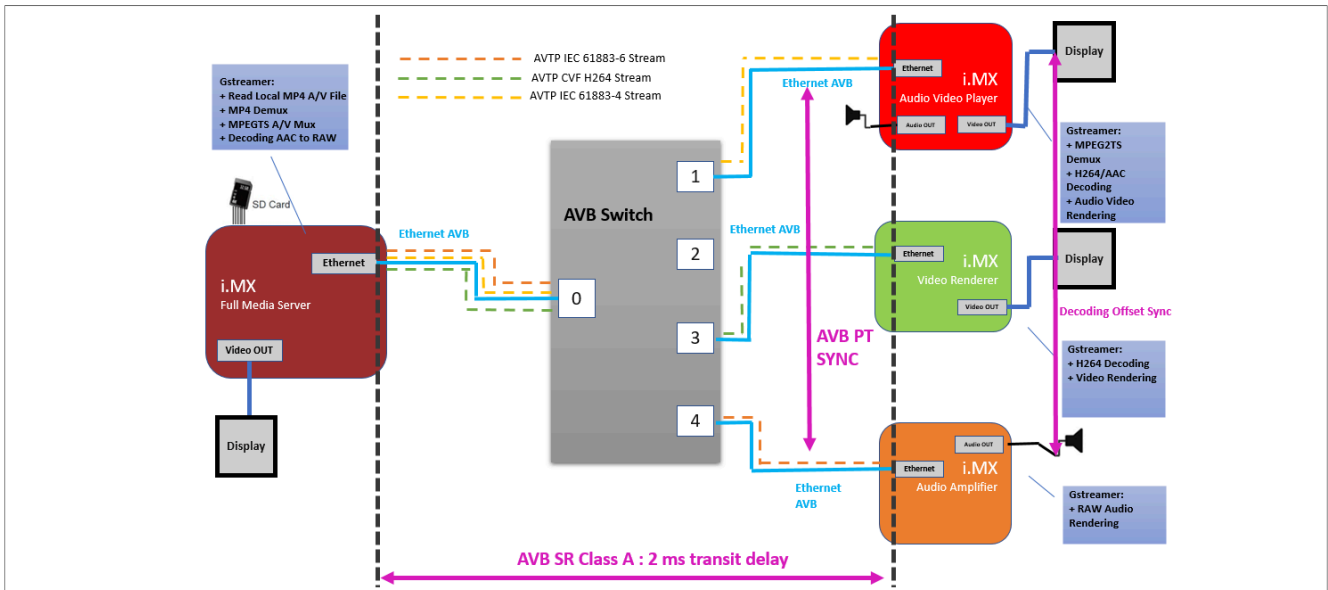 AVTP IEC 61883-6 Stream
AVTP CVF H264 Stream
AVTP IEC 61883-4 Stream
Gstreamer:
+ Read Local MP4 A/V File
+ MP4 Demux
+ MPEGTS A/V Mux
+ Decoding AAC to RAW
SD Card
Ethernet AVB
Ethernet
i.MX
Full Media Server
Video OUT
Display
AVB Switch
0
1
2
3
4
Ethernet AVB
Ethernet AVB
Ethernet
AVB
AVB PT
SYNC
Ethernet
i.MX
Audio Video Player
Audio OUT
Video OUT
Display
Gstreamer:
+ MPEG2TS
Demux
+ H264/AAC
Decoding
+ Audio Video
Rendering
Ethernet
i.MX
Video Renderer
Video OUT
Display
Decoding Offset Sync
Gstreamer:
+ H264 Decoding
+ Video Rendering
Audio OUT
Ethernet
i.MX
Audio Amplifier
Gstreamer:
+ RAW Audio
Rendering
AVB SR Class A : 2 ms transit delay